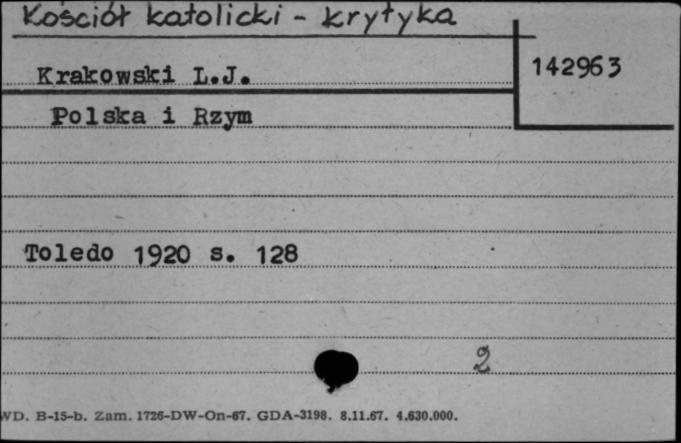 Kościół katolicki - krytyka
142963
Krakowski L.J.
Polska i Rzym
Toledo 1920 s. 128
2
WD. B-15-b. Zam. 1726-DW-On-67. GDA-3198. 8.11.67. 4.630.000.